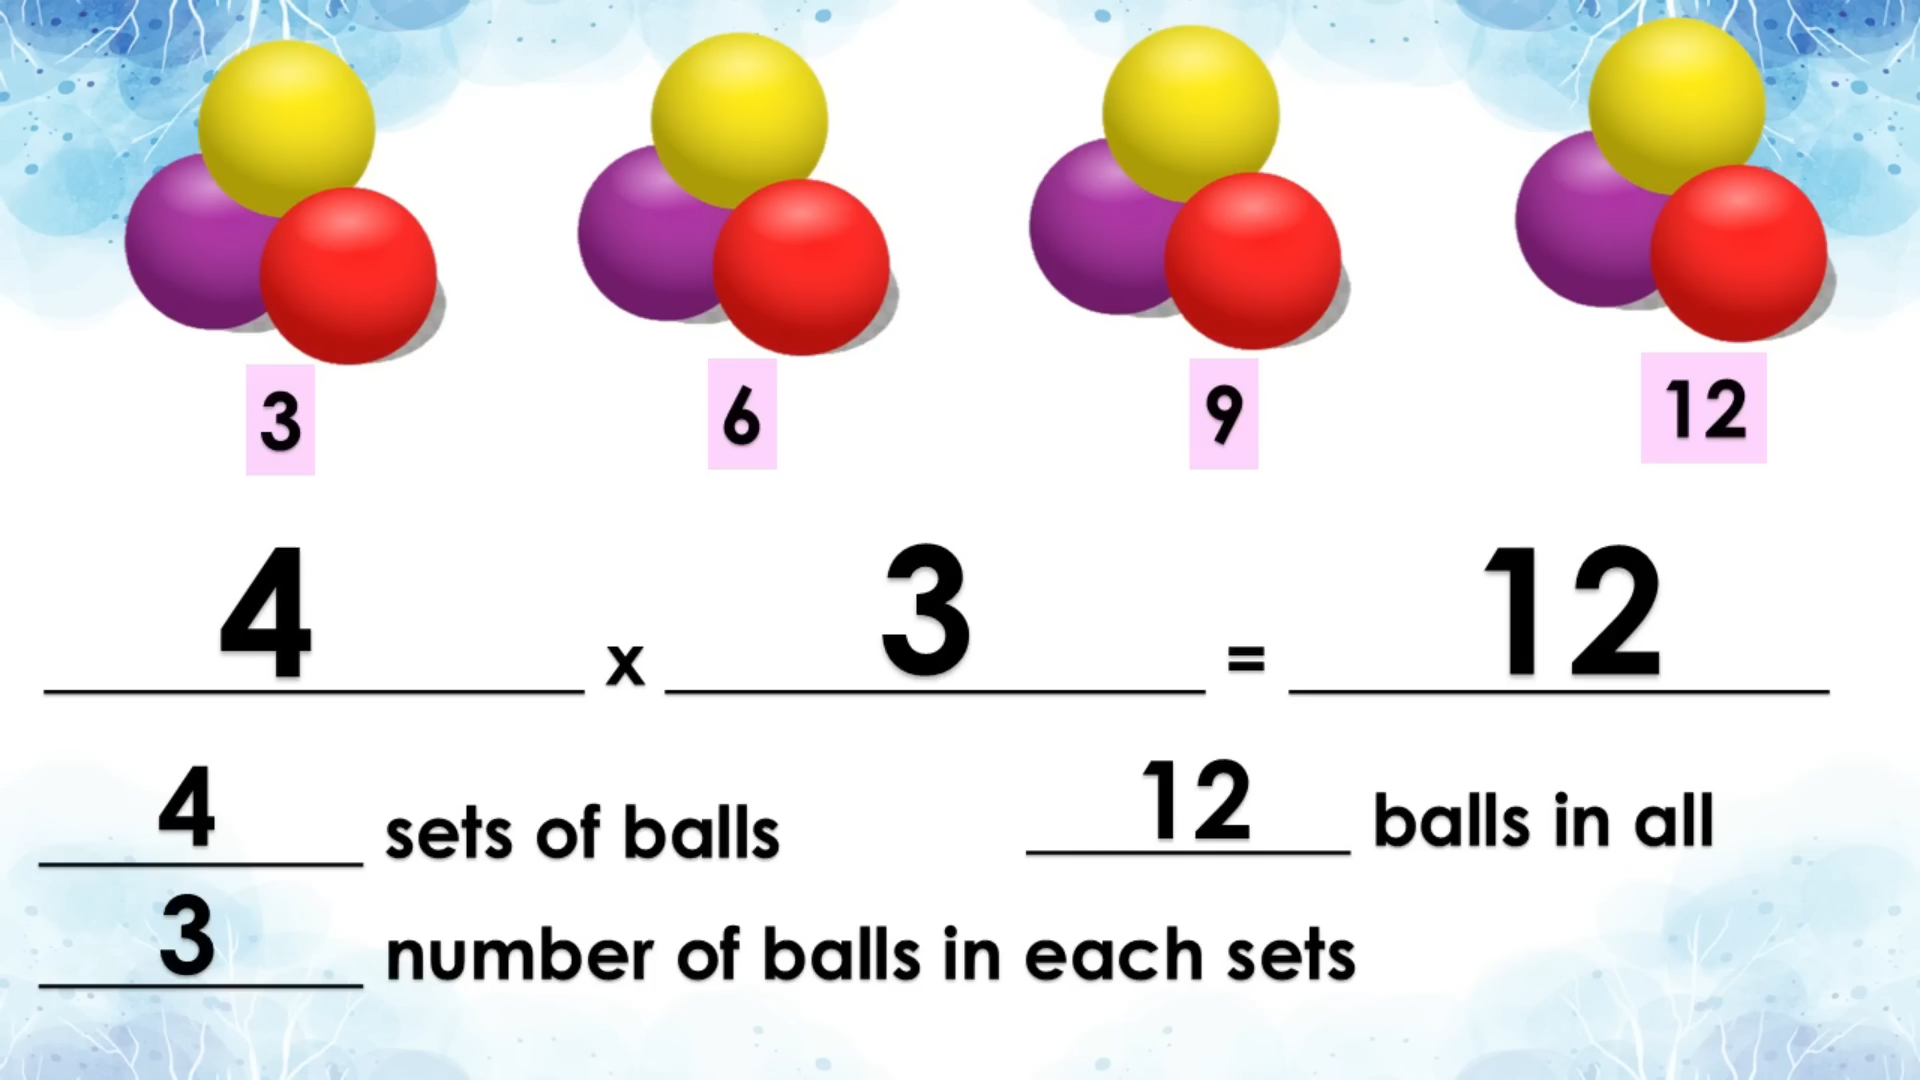 3 6 9 12
4 x 3 = 12
4 sets of balls
12 balls in all
3 number of balls in each sets